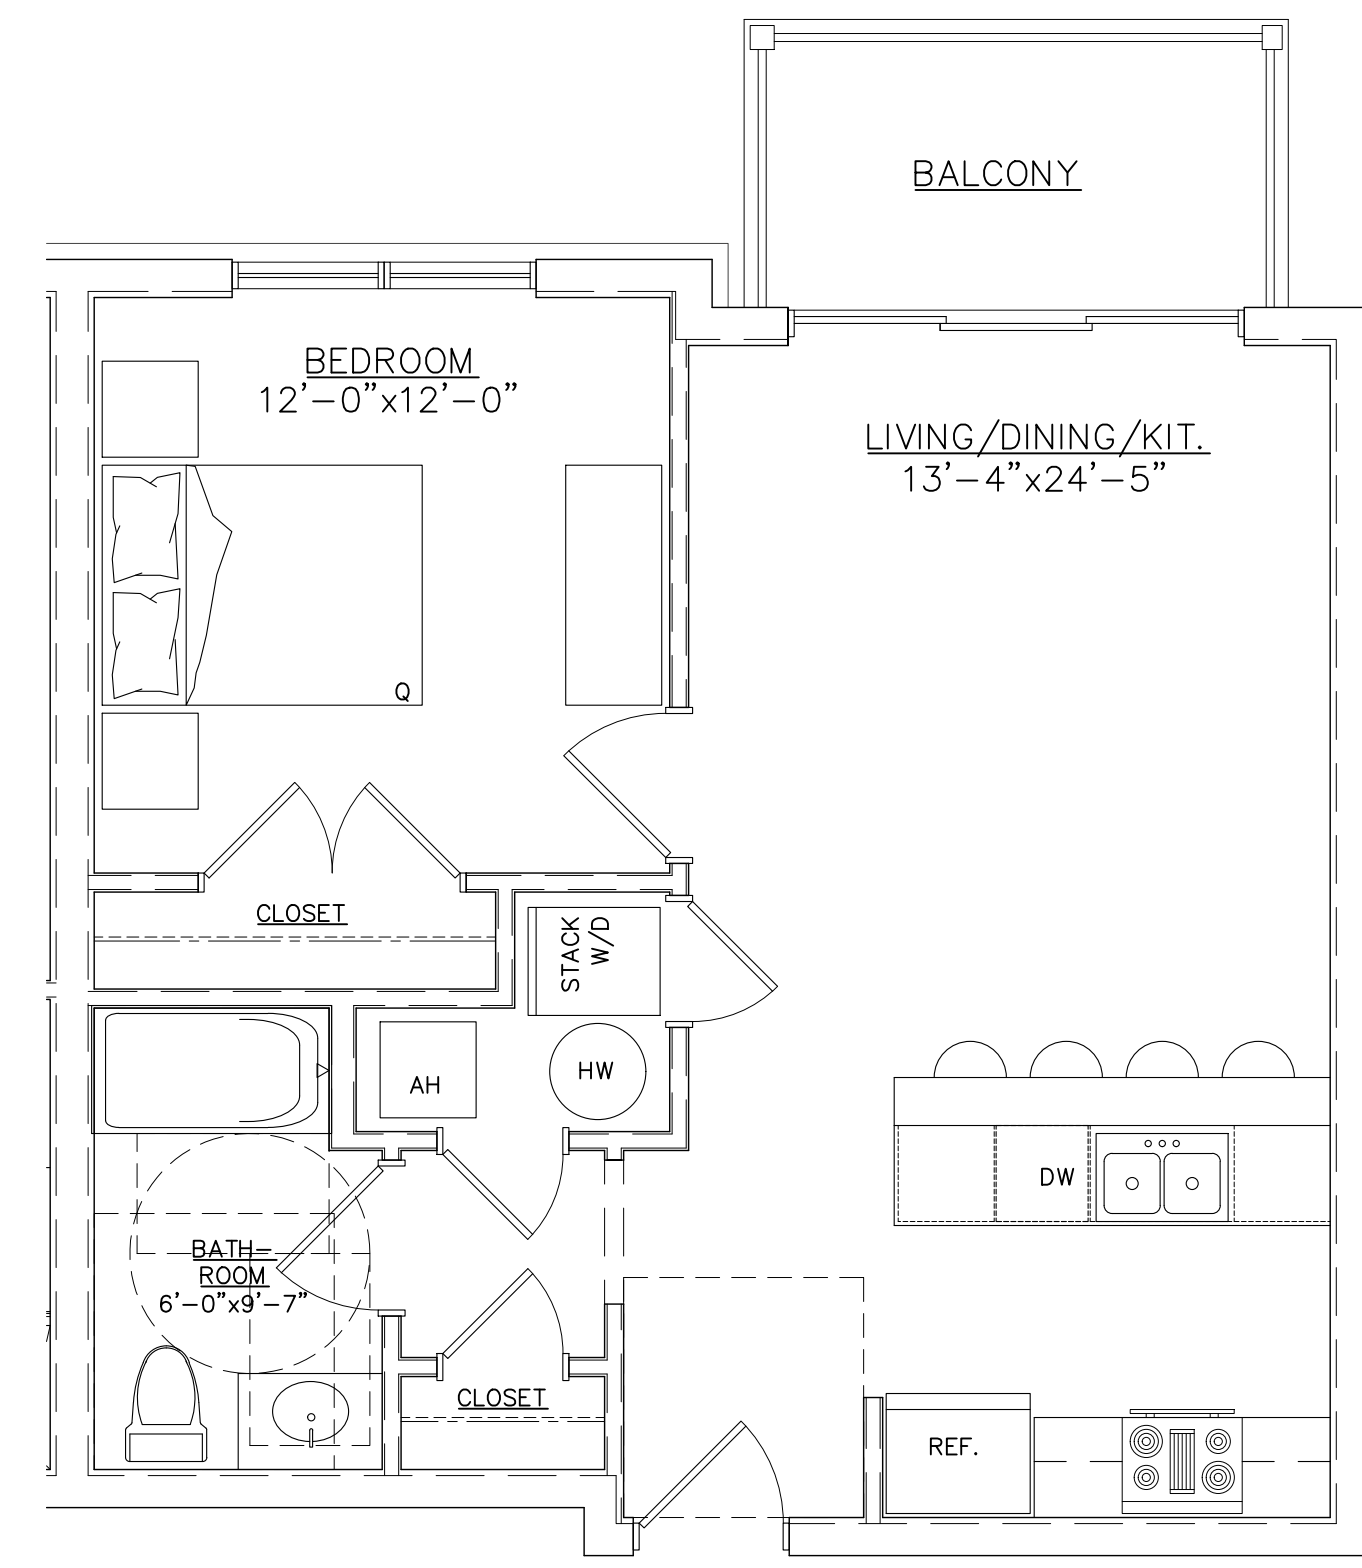 BALCONY
BEDROOM
12'-0"x12'-0"
LIVING/DINING/KIT.
13'-4"x24'-5"
Q
CLOSET
STACK
W/D
AH
HW
DW
BATH-
ROOM
6'-0"x9'-7"
CLOSET
REF.